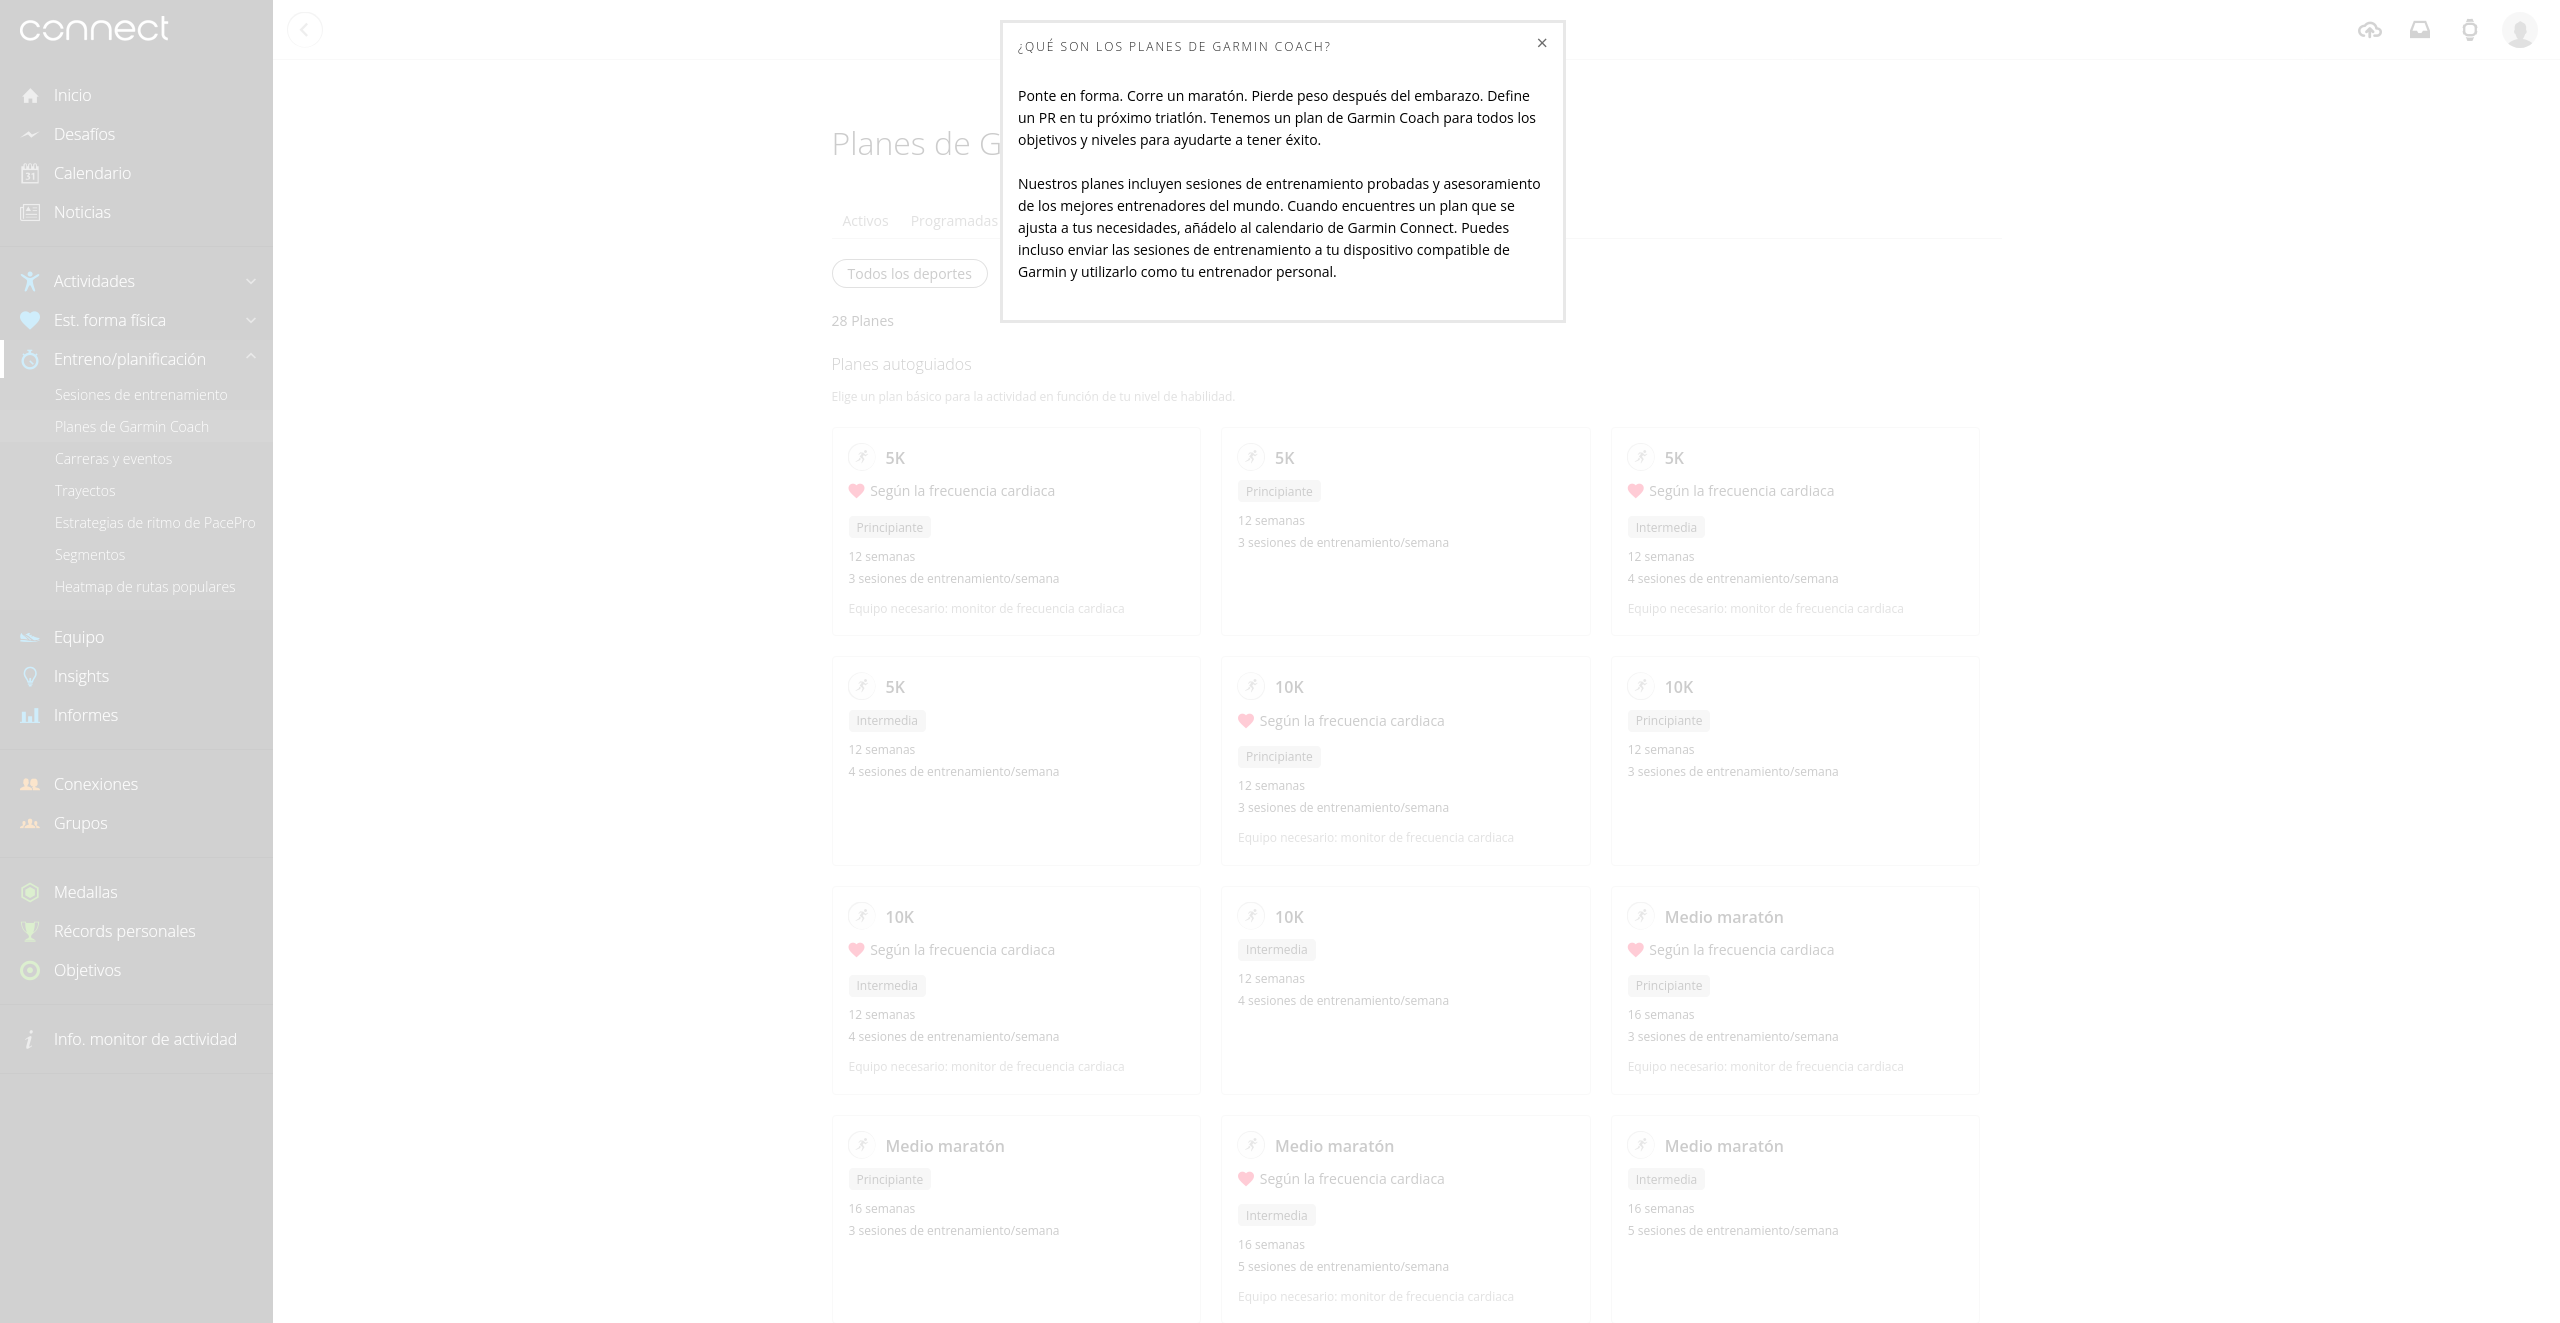 connect
Inicio
Desafíos
Calendario
Noticias
Actividades
Est. forma física
Entreno/planificación
Sesiones de entrenamiento
Planes de Garmin Coach
Carreras y eventos
Trayectos
Estrategias de ritmo de PacePro
Segmentos
Heatmap de rutas populares
Equipo
Insights
Informes
Conexiones
Grupos
Medallas
Récords personales
Objetivos
Info. monitor de actividad
¿QUÉ SON LOS PLANES DE GARMIN COACH?
Ponte en forma. Corre un maratón. Pierde peso después del embarazo. Define
un PR en tu próximo triatlón. Tenemos un plan de Garmin Coach para todos los
objetivos y niveles para ayudarte a tener éxito.
Nuestros planes incluyen sesiones de entrenamiento probadas y asesoramiento
de los mejores entrenadores del mundo. Cuando encuentres un plan que se
ajusta a tus necesidades, añádelo al calendario de Garmin Connect. Puedes
incluso enviar las sesiones de entrenamiento a tu dispositivo compatible de
Garmin y utilizarlo como tu entrenador personal.
Planes de G
Activos Programadas
Todos los deportes
28 Planes
Planes autoguiados
Elige un plan básico para la actividad en función de tu nivel de habilidad.
5K
Según la frecuencia cardiaca
Principiante
12 semanas
3 sesiones de entrenamiento/semana
Equipo necesario: monitor de frecuencia cardiaca
5K
Principiante
12 semanas
3 sesiones de entrenamiento/semana
5K
Según la frecuencia cardiaca
Intermedia
12 semanas
4 sesiones de entrenamiento/semana
Equipo necesario: monitor de frecuencia cardiaca
5K
Intermedia
12 semanas
4 sesiones de entrenamiento/semana
10K
Según la frecuencia cardiaca
Principiante
12 semanas
3 sesiones de entrenamiento/semana
Equipo necesario: monitor de frecuencia cardiaca
10K
Principiante
12 semanas
3 sesiones de entrenamiento/semana
10K
Según la frecuencia cardiaca
Intermedia
12 semanas
4 sesiones de entrenamiento/semana
Equipo necesario: monitor de frecuencia cardiaca
10K
Intermedia
12 semanas
4 sesiones de entrenamiento/semana
Medio maratón
Según la frecuencia cardiaca
Principiante
16 semanas
3 sesiones de entrenamiento/semana
Equipo necesario: monitor de frecuencia cardiaca
Medio maratón
Principiante
16 semanas
3 sesiones de entrenamiento/semana
Medio maratón
Según la frecuencia cardiaca
Intermedia
16 semanas
5 sesiones de entrenamiento/semana
Equipo necesario: monitor de frecuencia cardiaca
Medio maratón
Intermedia
16 semanas
5 sesiones de entrenamiento/semana